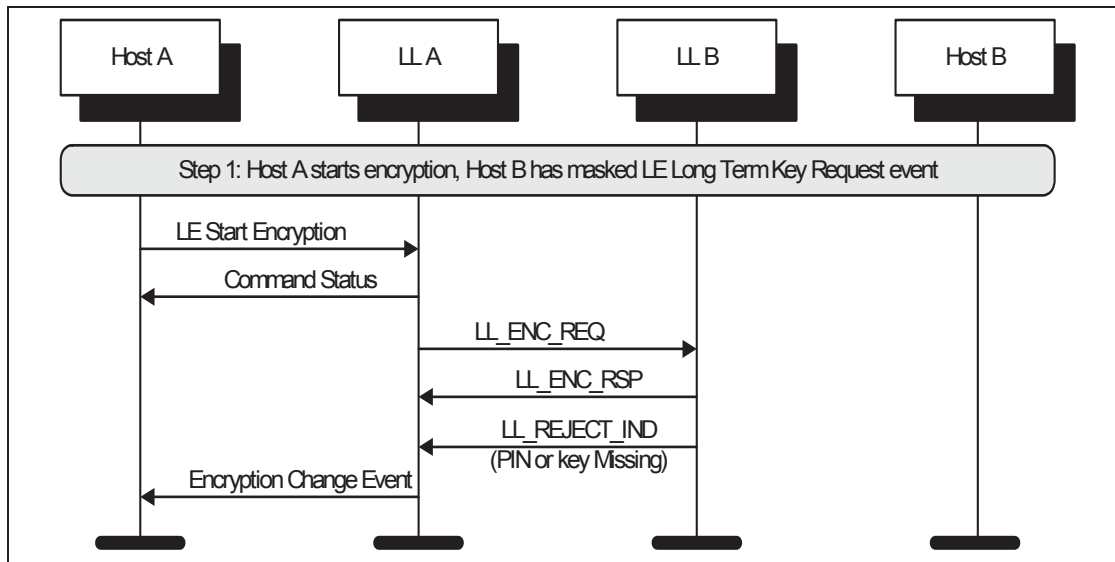 Host A
LL A
LL B
Host B
Step 1: Host A starts encryption, Host B has masked LE Long Term Key Request event
LE Start Encryption
Command Status
LL_ENC_REQ
LL_ENC_RSP
LL_REJECT_IND
(PIN or key Missing)
Encryption Change Event